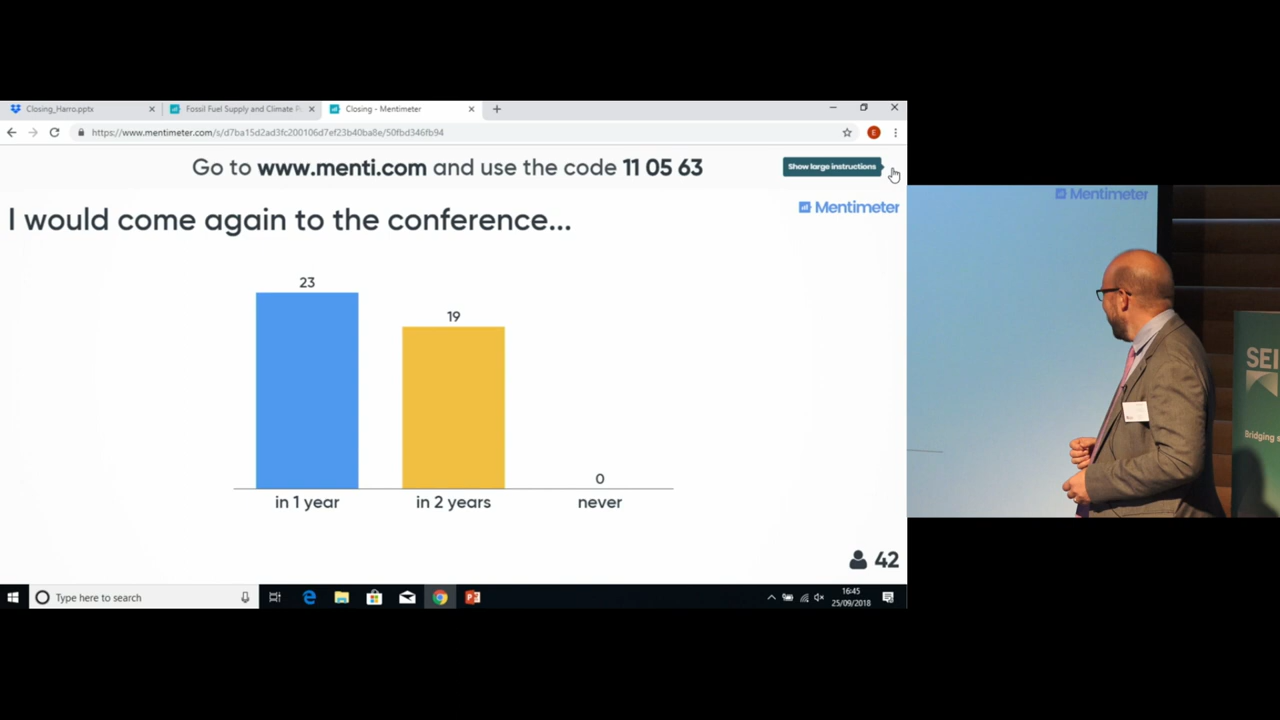 Closing_Harro.pptx
Fossil Fuel Supply and Climate P
Closing - Mentimeter
https://www.mentimeter.com/s/d7ba15d2ad3fc200106d7ef23b40ba8e/50fbd346fb94
E
Go to www.menti.com and use the code 11 05 63
Show large instructions
Mentimeter
I would come again to the conference...
23
19
0
in 1 year
in 2 years
never
42
Type here to search
16:45
25/09/2018
Mentimeter
SEI
Bridging s